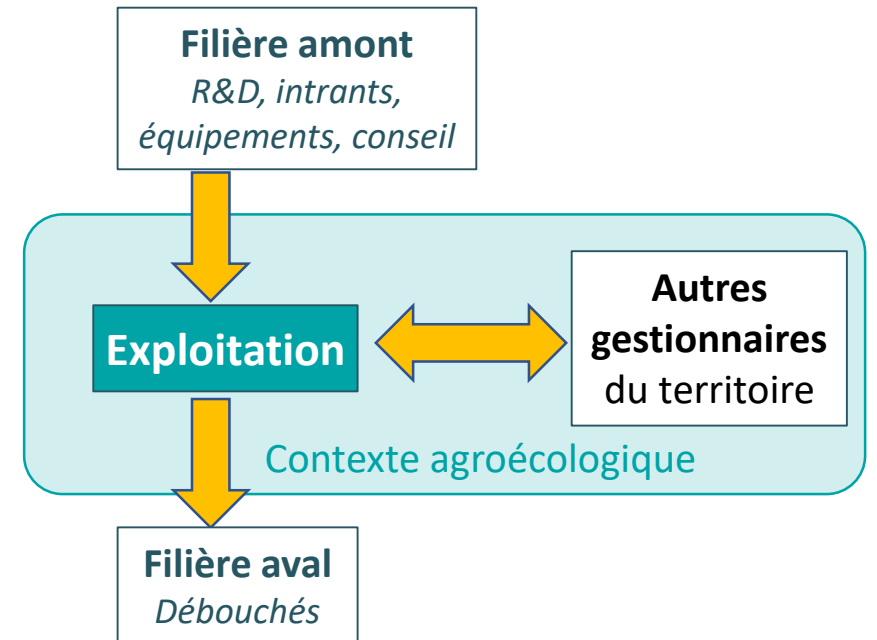 Filière amont
R&D, intrants,
équipements, conseil
Exploitation
Autres
gestionnaires
du territoire
Contexte agroécologique
Filière aval
Débouchés